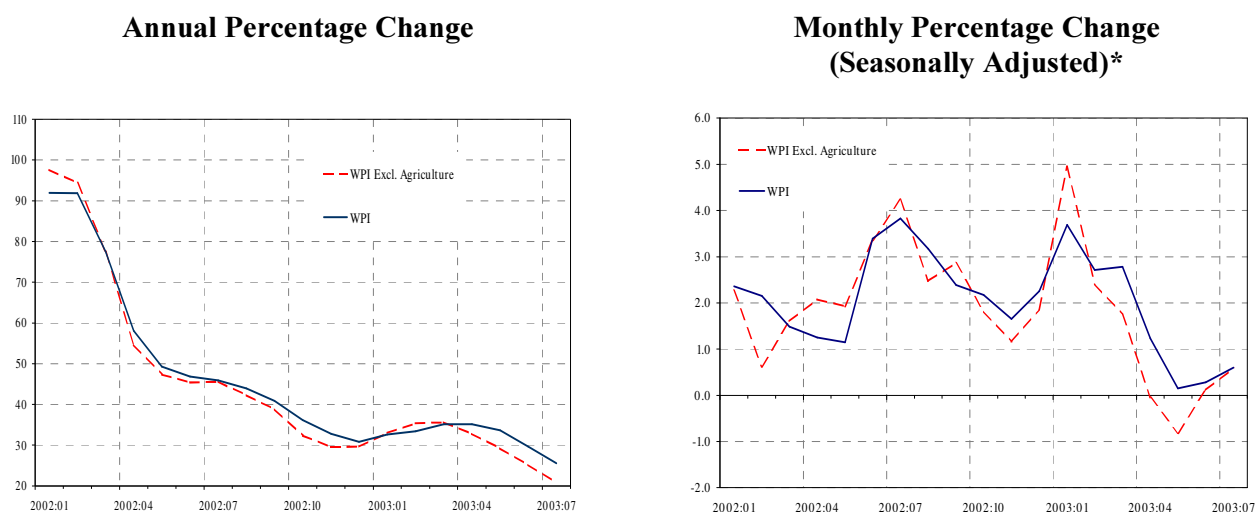 Annual Percentage Change
110
100
90
80
70
60
50
40
30
20
WPI Excl. Agriculture
WPI
2002:01 2002:04 2002:07 2002:10 2003:01 2003:04 2003:07
Monthly Percentage Change
(Seasonally Adjusted)*
6.0
5.0
4.0
3.0
2.0
1.0
0.0
-1.0
-2.0
WPI Excl. Agriculture
WPI
2002:01 2002:04 2002:07 2002:10 2003:01 2003:04 2003:07